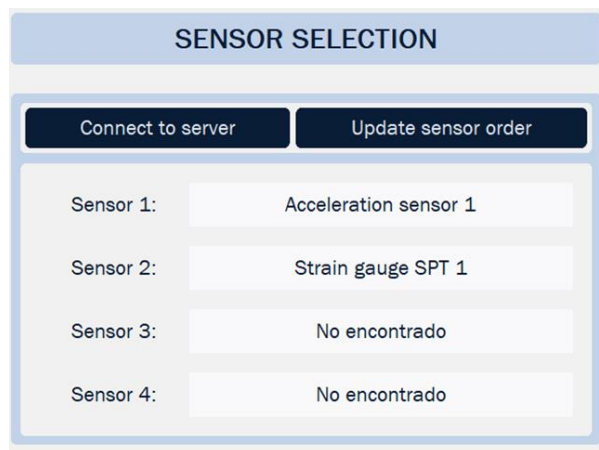 SENSOR SELECTION
Connect to server Update sensor order
Sensor 1: Acceleration sensor 1
Sensor 2: Strain gauge SPT 1
Sensor 3: No encontrado
Sensor 4: No encontrado